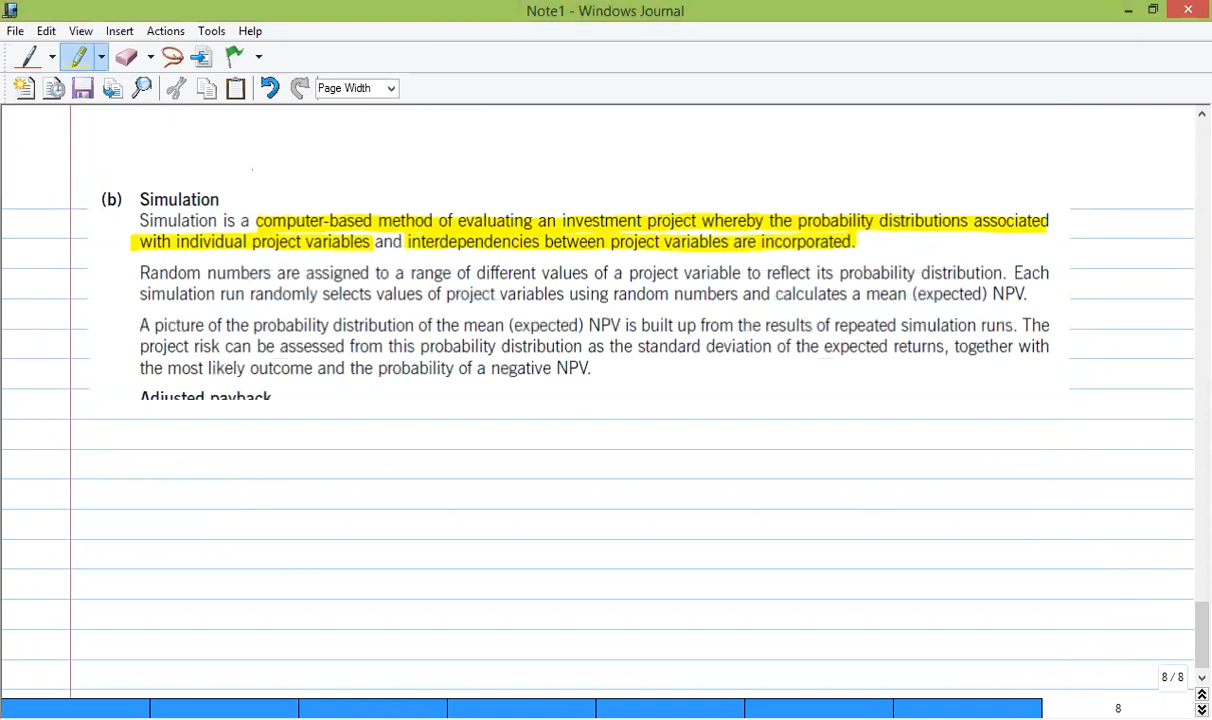 Note1 - Windows Journal
File Edit View Insert Actions Tools Help
Page Width
(b) Simulation
Simulation is a computer-based method of evaluating an investment project whereby the probability distributions associated
with individual project variables and interdependencies between project variables are incorporated.
Random numbers are assigned to a range of different values of a project variable to reflect its probability distribution. Each
simulation run randomly selects values of project variables using random numbers and calculates a mean (expected) NPV.
A picture of the probability distribution of the mean (expected) NPV is built up from the results of repeated simulation runs. The
project risk can be assessed from this probability distribution as the standard deviation of the expected returns, together with
the most likely outcome and the probability of a negative NPV.
Adjusted payback
8 / 8
8